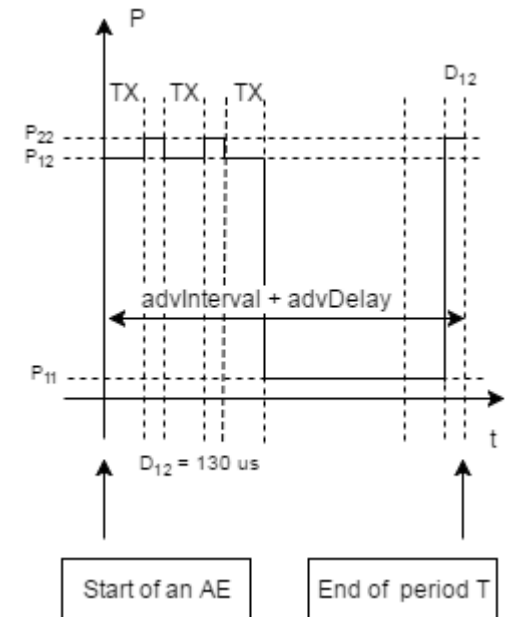 P
D₁₂
TX TX TX
P₂₂
P₁₂
advInterval + advDelay
P₁₁
t
D₁₂ = 130 us
Start of an AE
End of period T